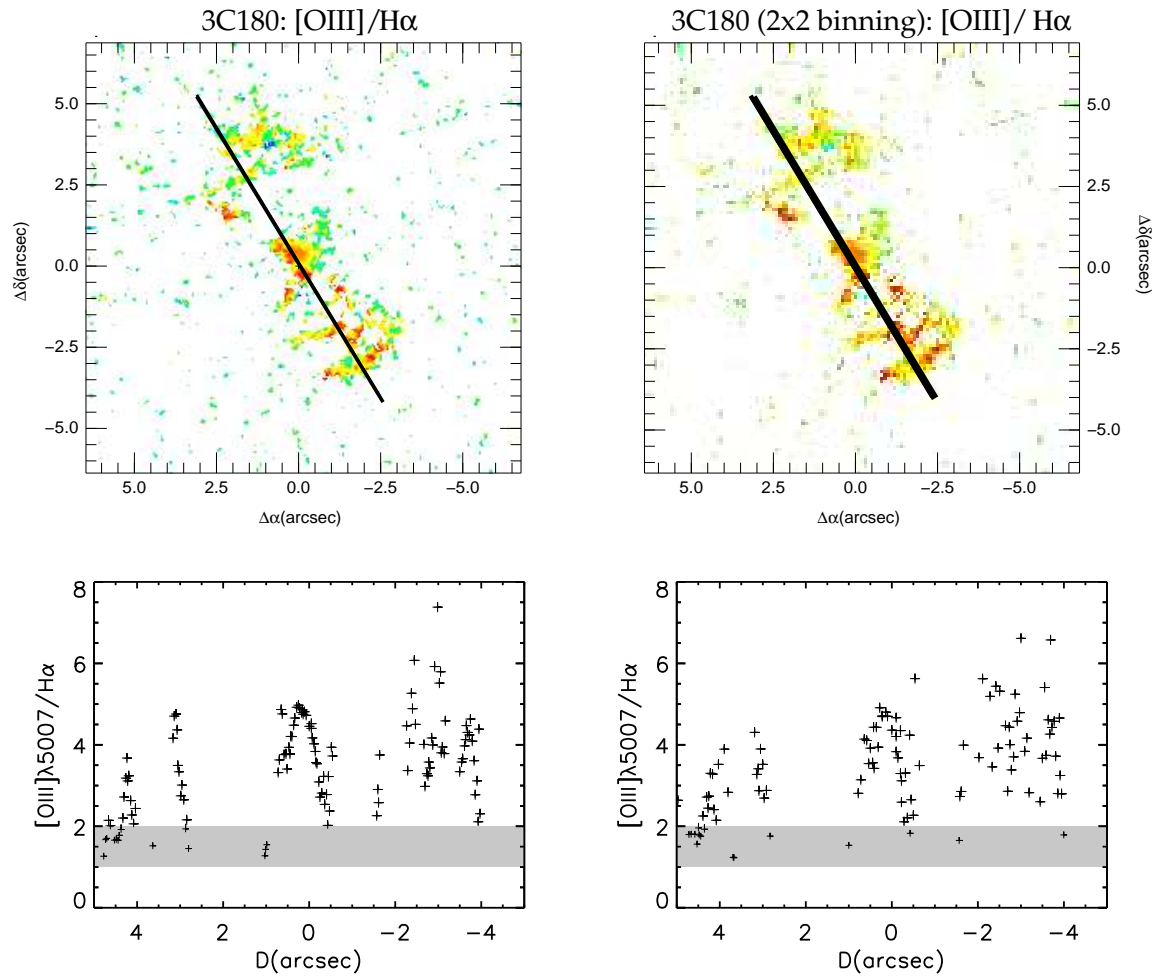 3C180: [OIII]/Hα
3C180 (2x2 binning): [OIII]/ Hα
5.0
2.5
0.0
−2.5
−5.0
Δδ(arcsec)
5.0 2.5 0.0 −2.5 −5.0
Δα(arcsec)
5.0
2.5
0.0
−2.5
−5.0
Δδ(arcsec)
5.0 2.5 0.0 −2.5 −5.0
Δα(arcsec)
8
6
4
2
0
[OIII]λ5007/Hα
4 2 0 −2 −4
D(arcsec)
8
6
4
2
0
[OIII]λ5007/Hα
4 2 0 −2 −4
D(arcsec)